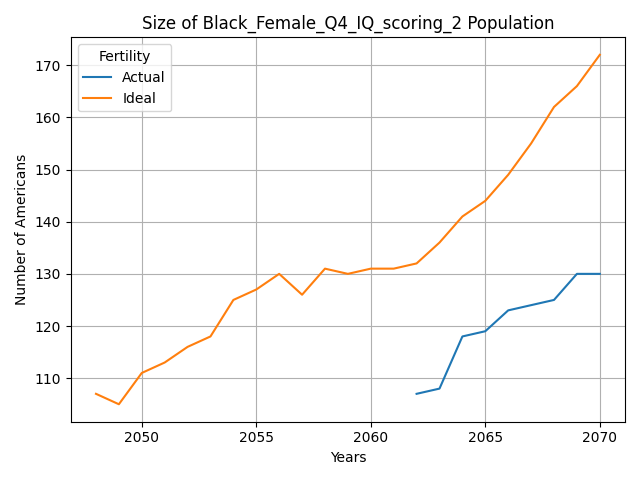 Size of Black_Female_Q4_IQ_scoring_2 Population
Fertility
Actual
Ideal
Number of Americans
170
160
150
140
130
120
110
2050 2055 2060 2065 2070
Years